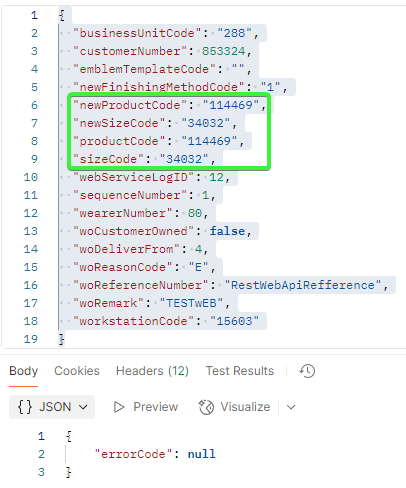 1 {
2 "businessUnitCode": "288",
3 "customerNumber": 853324,
4 "emblemTemplateCode": "",
5 "newFinishingMethodCode": "1",
6 "newProductCode": "114469",
7 "newSizeCode": "34032",
8 "productCode": "114469",
9 "sizeCode": "34032",
10 "webServiceLogID": 12,
11 "sequenceNumber": 1,
12 "wearerNumber": 80,
13 "woCustomerOwned": false,
14 "woDeliverFrom": 4,
15 "woReasonCode": "E",
16 "woReferenceNumber": "RestWebApiRefference",
17 "woRemark": "TESTwEB",
18 "workstationCode": "15603"
19 }
Body Cookies Headers (12) Test Results
{} JSON Preview Visualize
1 {
2 "errorCode": null
3 }